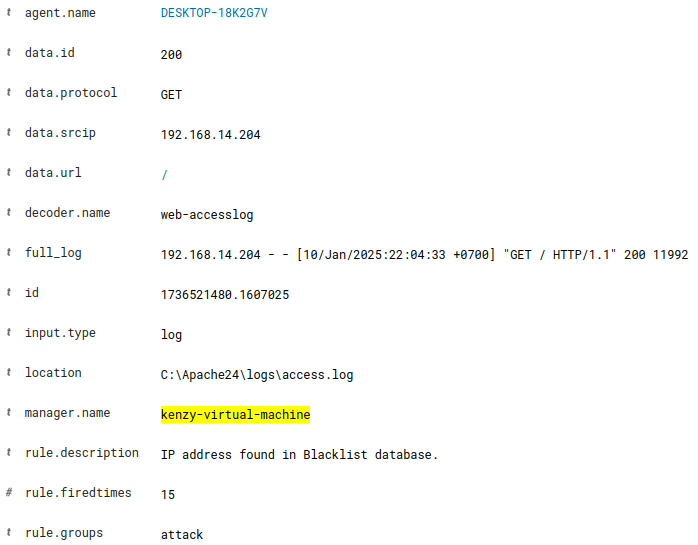 t agent.name DESKTOP-18K2G7V
t data.id 200
t data.protocol GET
t data.srcip 192.168.14.204
t data.url /
t decoder.name web-accesslog
t full_log 192.168.14.204 - - [10/Jan/2025:22:04:33 +0700] "GET / HTTP/1.1" 200 11992
t id 1736521480.1607025
t input.type log
t location C:\Apache24\logs\access.log
t manager.name kenzy-virtual-machine
t rule.description IP address found in Blacklist database.
# rule.firedtimes 15
t rule.groups attack